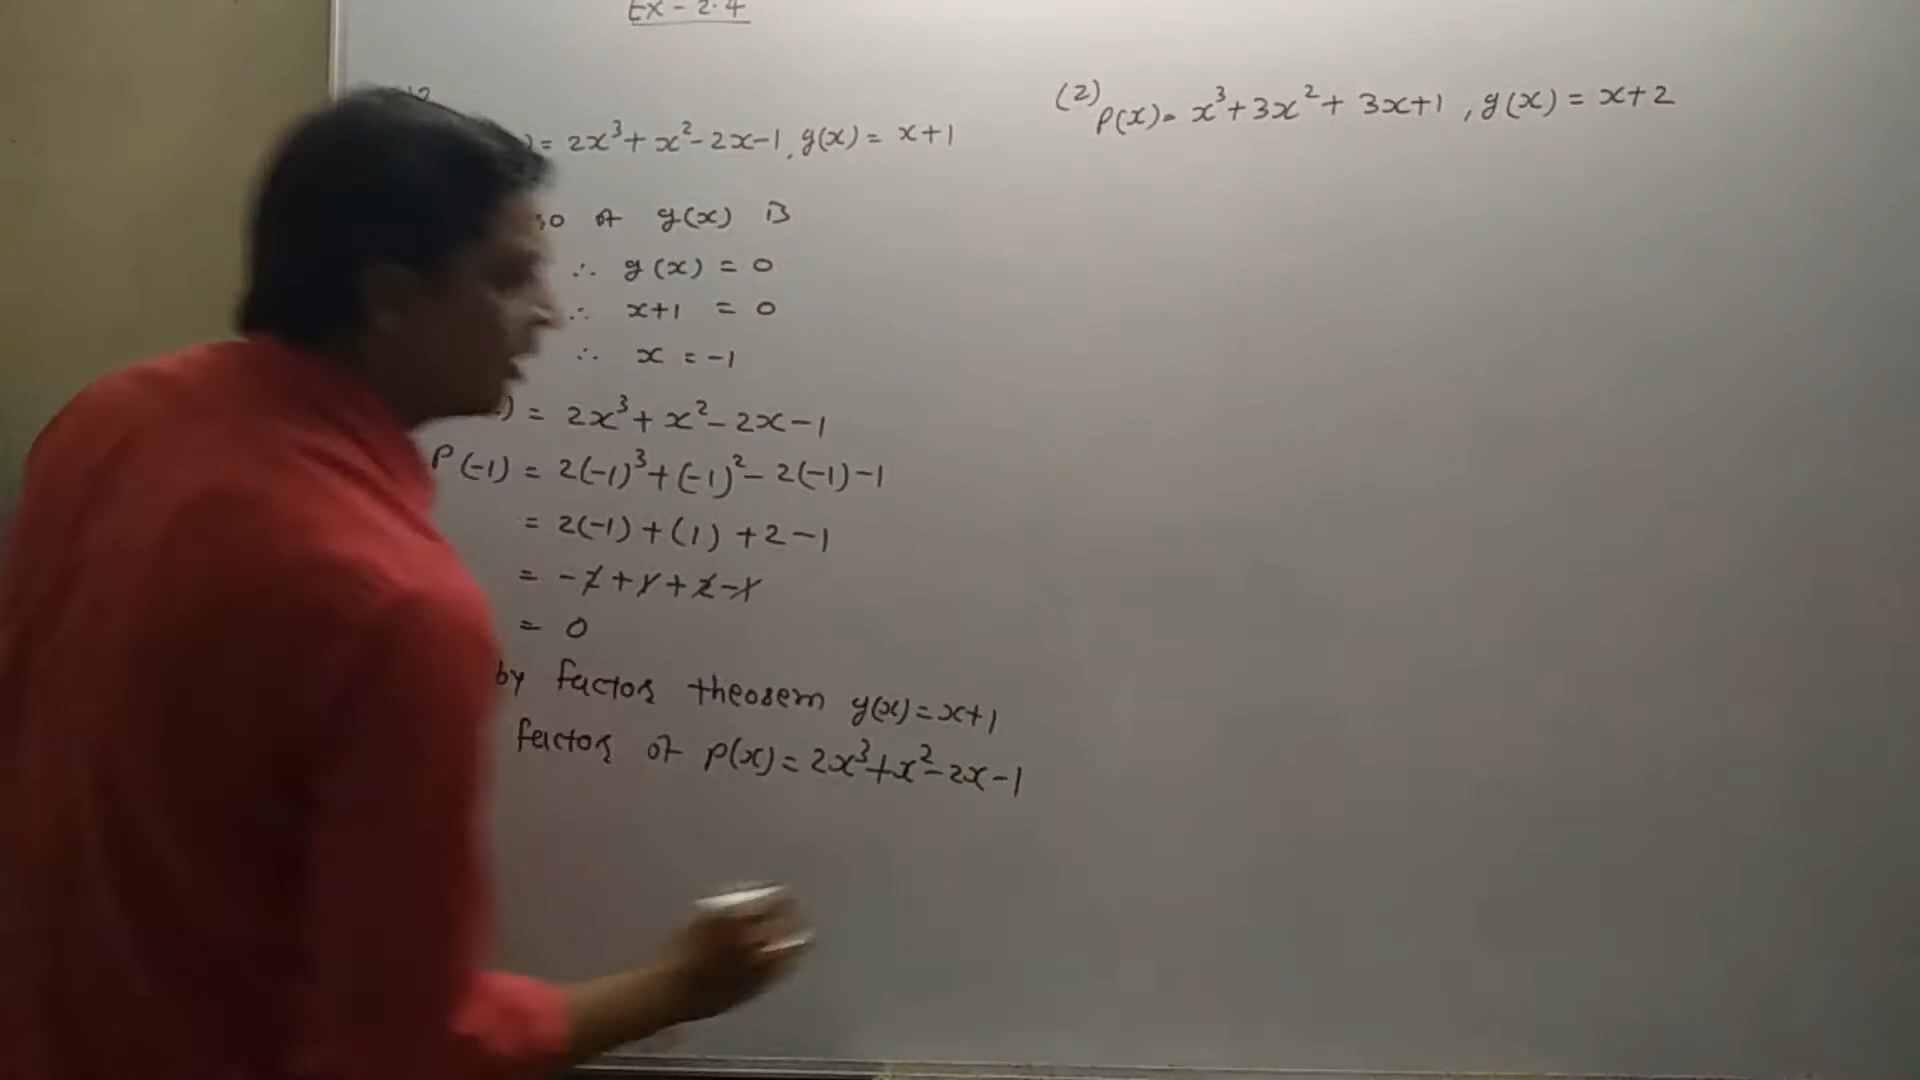 Ex - 2.4
= 2x³ + x² - 2x - 1, g(x) = x + 1
of g(x) is
∴ g(x) = 0
∴ x+1 = 0
∴ x = -1
) = 2x³ + x² - 2x - 1
P(-1) = 2(-1)³ + (-1)² - 2(-1) - 1
= 2(-1) + (1) + 2 - 1
= -2 + 1 + 2 - 1
= 0
by factor theorem g(x) = x+1
factor of p(x) = 2x³ + x² - 2x - 1
(2) P(x) = x³ + 3x² + 3x + 1, g(x) = x + 2